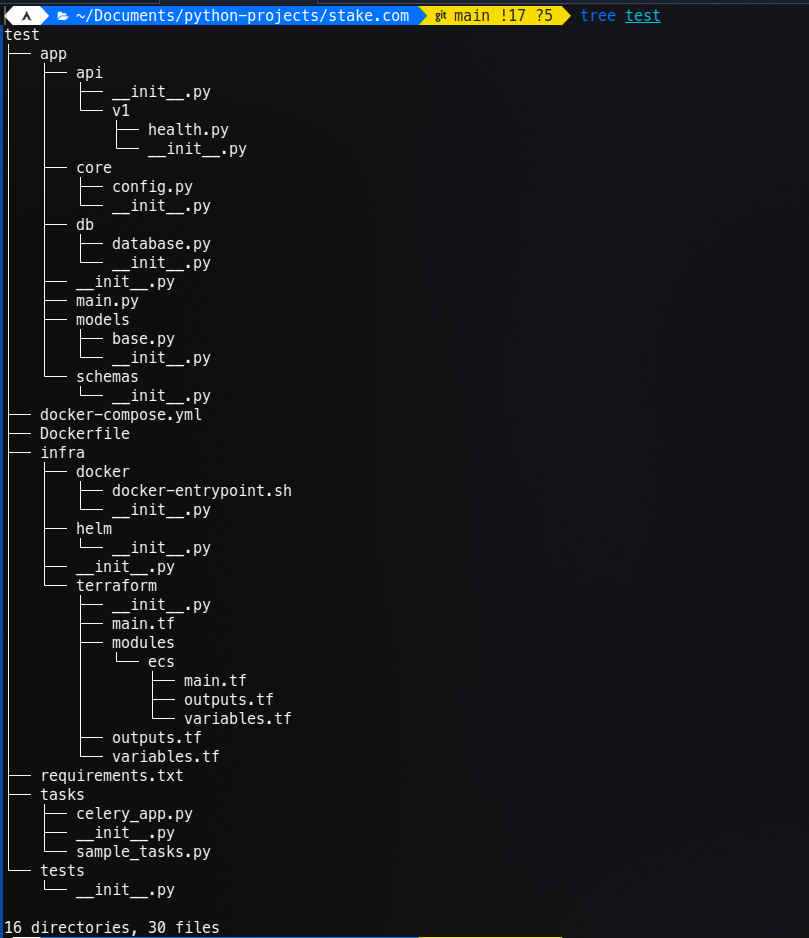 ~/Documents/python-projects/stake.com git main !17 ?5 tree test
test
├── app
│   ├── api
│   │   ├── __init__.py
│   │   └── v1
│   │       ├── health.py
│   │       └── __init__.py
│   ├── core
│   │   ├── config.py
│   │   └── __init__.py
│   ├── db
│   │   ├── database.py
│   │   └── __init__.py
│   ├── __init__.py
│   ├── main.py
│   ├── models
│   │   ├── base.py
│   │   └── __init__.py
│   └── schemas
│       └── __init__.py
├── docker-compose.yml
├── Dockerfile
├── infra
│   ├── docker
│   │   ├── docker-entrypoint.sh
│   │   └── __init__.py
│   ├── helm
│   │   └── __init__.py
│   ├── __init__.py
│   └── terraform
│       ├── __init__.py
│       ├── main.tf
│       ├── modules
│       │   └── ecs
│       │       ├── main.tf
│       │       ├── outputs.tf
│       │       └── variables.tf
│       ├── outputs.tf
│       └── variables.tf
├── requirements.txt
├── tasks
│   ├── celery_app.py
│   ├── __init__.py
│   └── sample_tasks.py
└── tests
    └── __init__.py

16 directories, 30 files